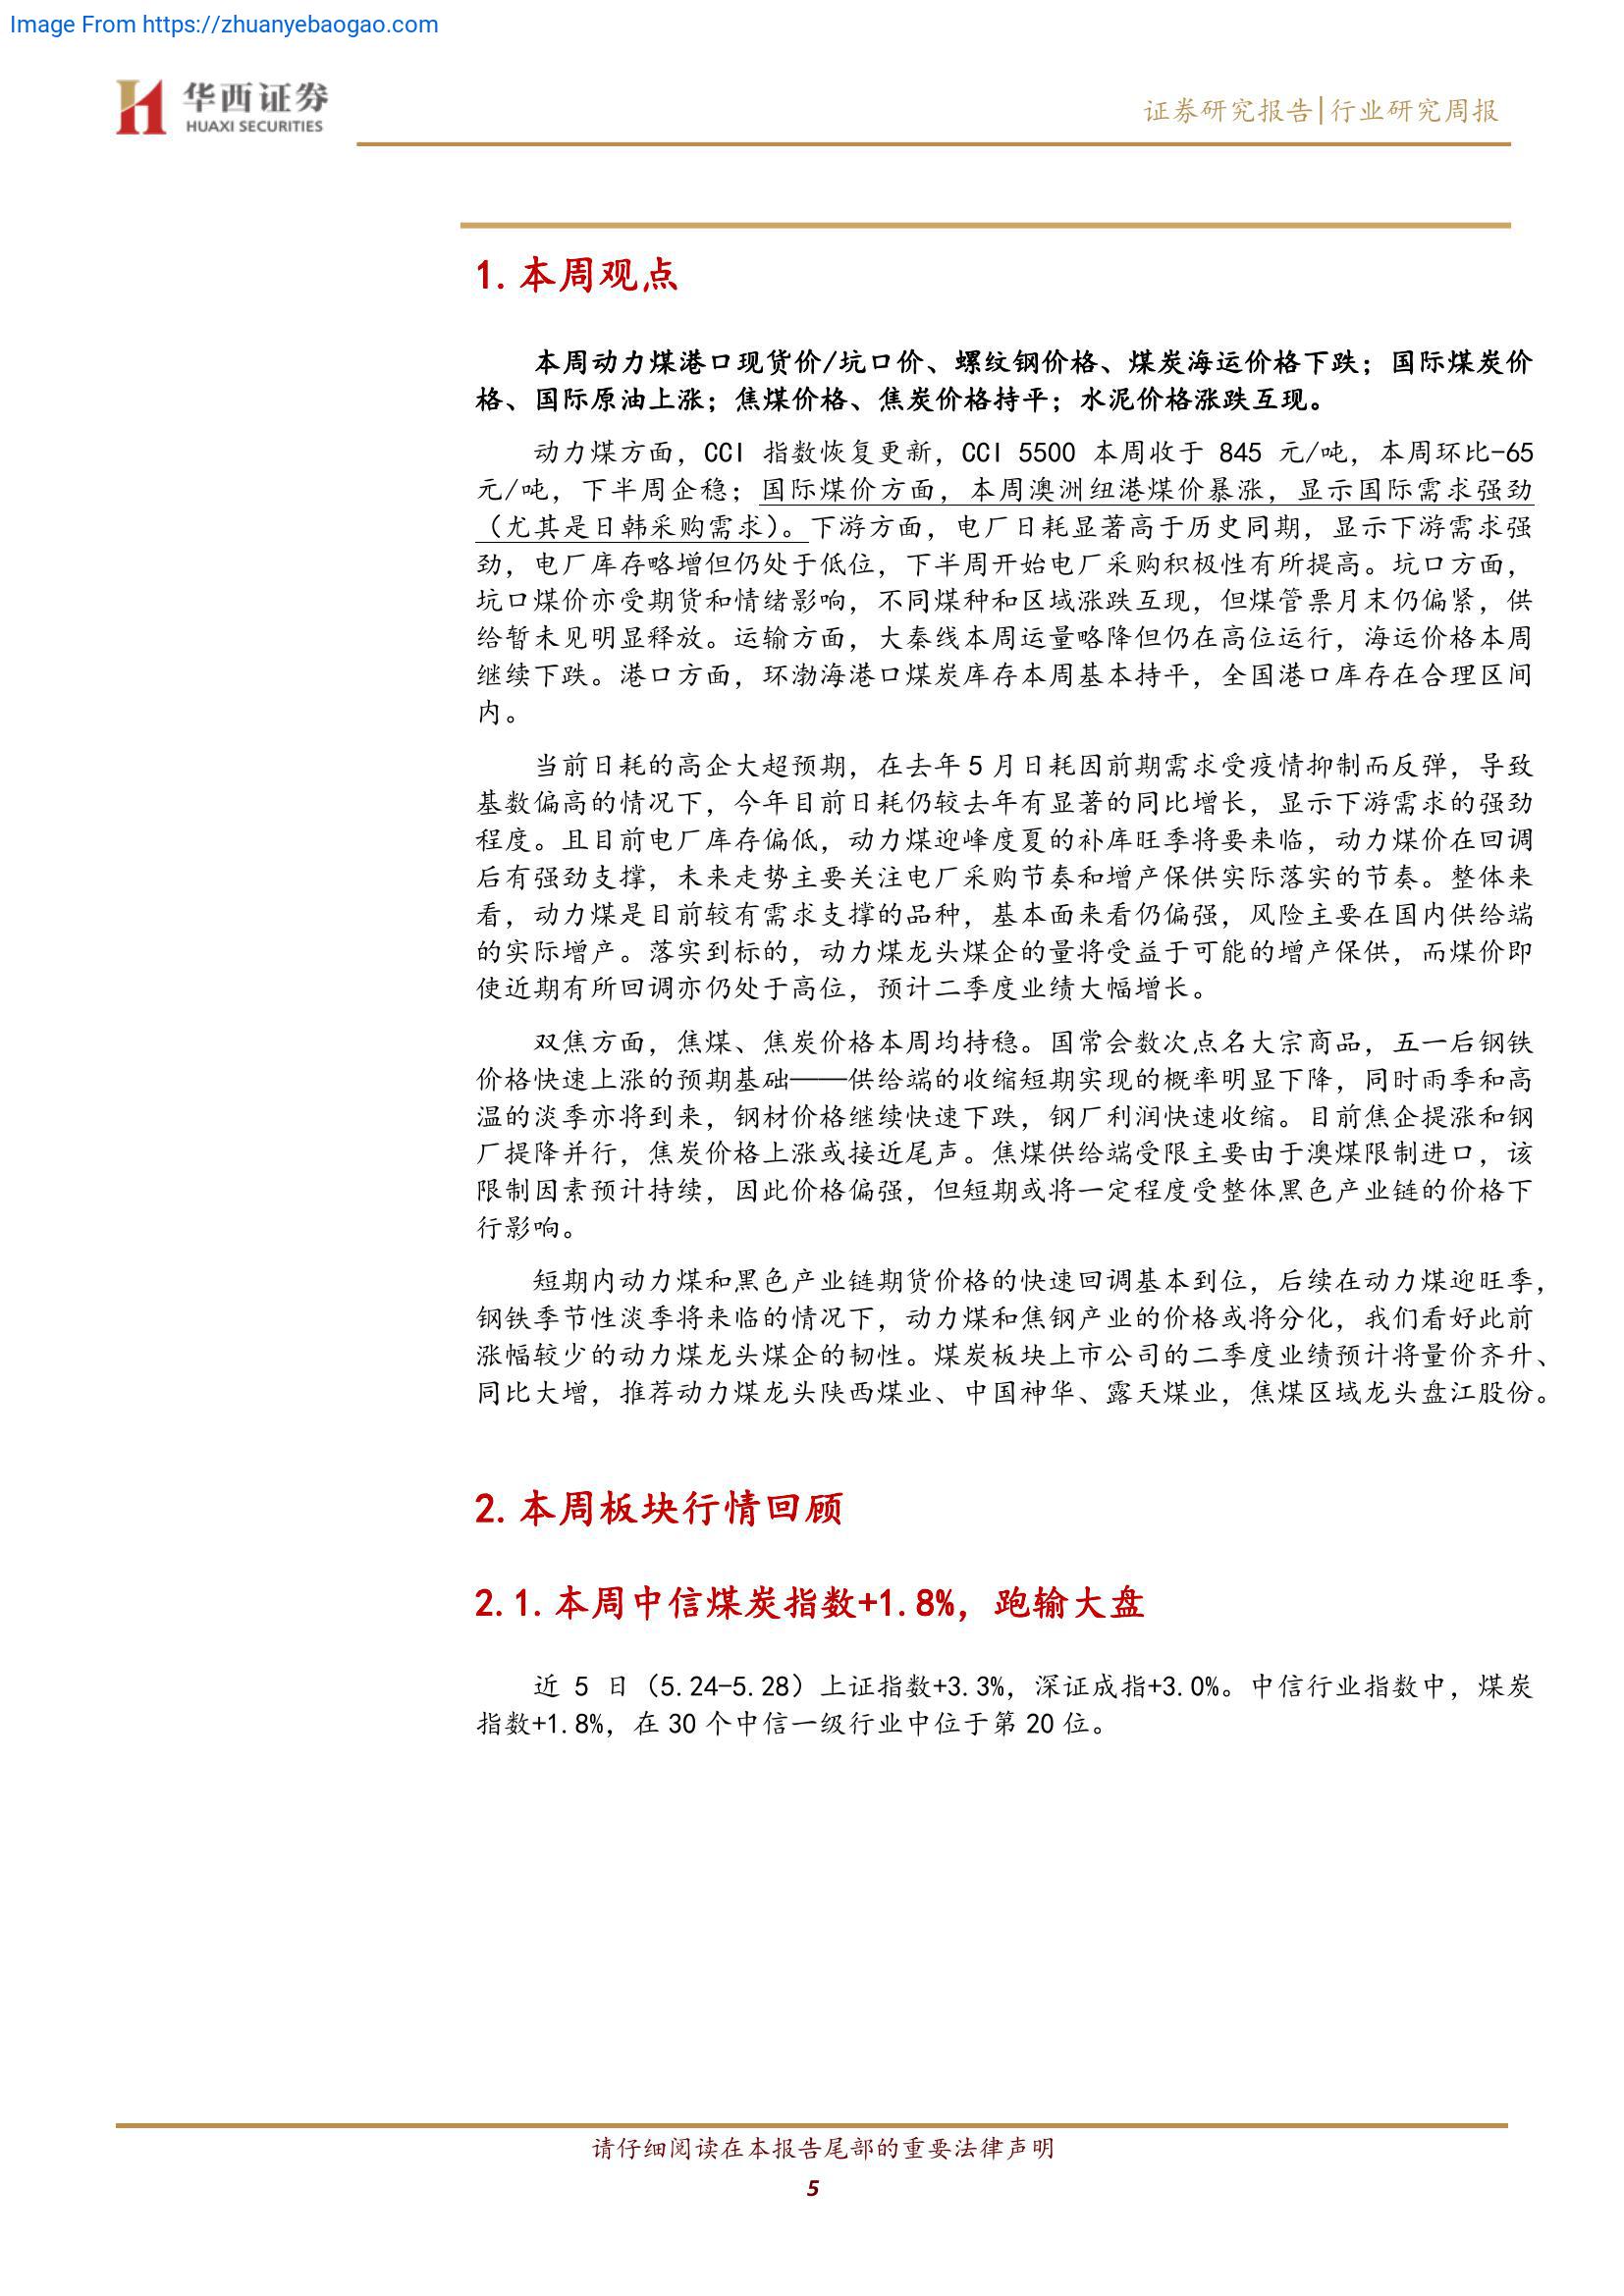 Image From https://zhuanyebaogao.com
华西证券
HUAXI SECURITIES
证券研究报告|行业研究周报
1. 本周观点
本周动力煤港口现货价/坑口价、螺纹钢价格、煤炭海运价格下跌；国际煤炭价
格、国际原油上涨；焦煤价格、焦炭价格持平；水泥价格涨跌互现。
动力煤方面，CCI 指数恢复更新，CCI 5500 本周收于 845 元/吨，本周环比-65
元/吨，下半周企稳；国际煤价方面，本周澳洲纽港煤价暴涨，显示国际需求强劲
（尤其是日韩采购需求）。下游方面，电厂日耗显著高于历史同期，显示下游需求强
劲，电厂库存略增但仍处于低位，下半周开始电厂采购积极性有所提高。坑口方面，
坑口煤价亦受期货和情绪影响，不同煤种和区域涨跌互现，但煤管票月末仍偏紧，供
给暂未见明显释放。运输方面，大秦线本周运量略降但仍在高位运行，海运价格本周
继续下跌。港口方面，环渤海港口煤炭库存本周基本持平，全国港口库存在合理区间
内。
当前日耗的高企大超预期，在去年 5 月日耗因前期需求受疫情抑制而反弹，导致
基数偏高的情况下，今年目前日耗仍较去年有显著的同比增长，显示下游需求的强劲
程度。且目前电厂库存偏低，动力煤迎峰度夏的补库旺季将要来临，动力煤价在回调
后有强劲支撑，未来走势主要关注电厂采购节奏和增产保供实际落实的节奏。整体来
看，动力煤是目前较有需求支撑的品种，基本面来看仍偏强，风险主要在国内供给端
的实际增产。落实到标的，动力煤龙头煤企的量将受益于可能的增产保供，而煤价即
使近期有所回调亦仍处于高位，预计二季度业绩大幅增长。
双焦方面，焦煤、焦炭价格本周均持稳。国常会数次点名大宗商品，五一后钢铁
价格快速上涨的预期基础——供给端的收缩短期实现的概率明显下降，同时雨季和高
温的淡季亦将到来，钢材价格继续快速下跌，钢厂利润快速收缩。目前焦企提涨和钢
厂提降并行，焦炭价格上涨或接近尾声。焦煤供给端受限主要由于澳煤限制进口，该
限制因素预计持续，因此价格偏强，但短期或将一定程度受整体黑色产业链的价格下
行影响。
短期内动力煤和黑色产业链期货价格的快速回调基本到位，后续在动力煤迎旺季，
钢铁季节性淡季将来临的情况下，动力煤和焦钢产业的价格或将分化，我们看好此前
涨幅较少的动力煤龙头煤企的韧性。煤炭板块上市公司的二季度业绩预计将量价齐升、
同比大增，推荐动力煤龙头陕西煤业、中国神华、露天煤业，焦煤区域龙头盘江股份。
2. 本周板块行情回顾
2.1. 本周中信煤炭指数+1.8%，跑输大盘
近 5 日（5.24-5.28）上证指数+3.3%，深证成指+3.0%。中信行业指数中，煤炭
指数+1.8%，在 30 个中信一级行业中位于第 20 位。
请仔细阅读在本报告尾部的重要法律声明
5